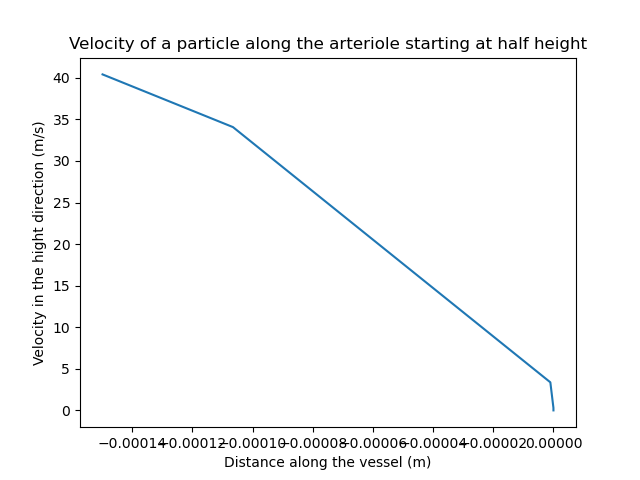 Velocity of a particle along the arteriole starting at half height
Velocity in the hight direction (m/s)
40
35
30
25
20
15
10
5
0
−0.00014 −0.00012 −0.00010 −0.00008 −0.00006 −0.00004 −0.00002 0.00000
Distance along the vessel (m)